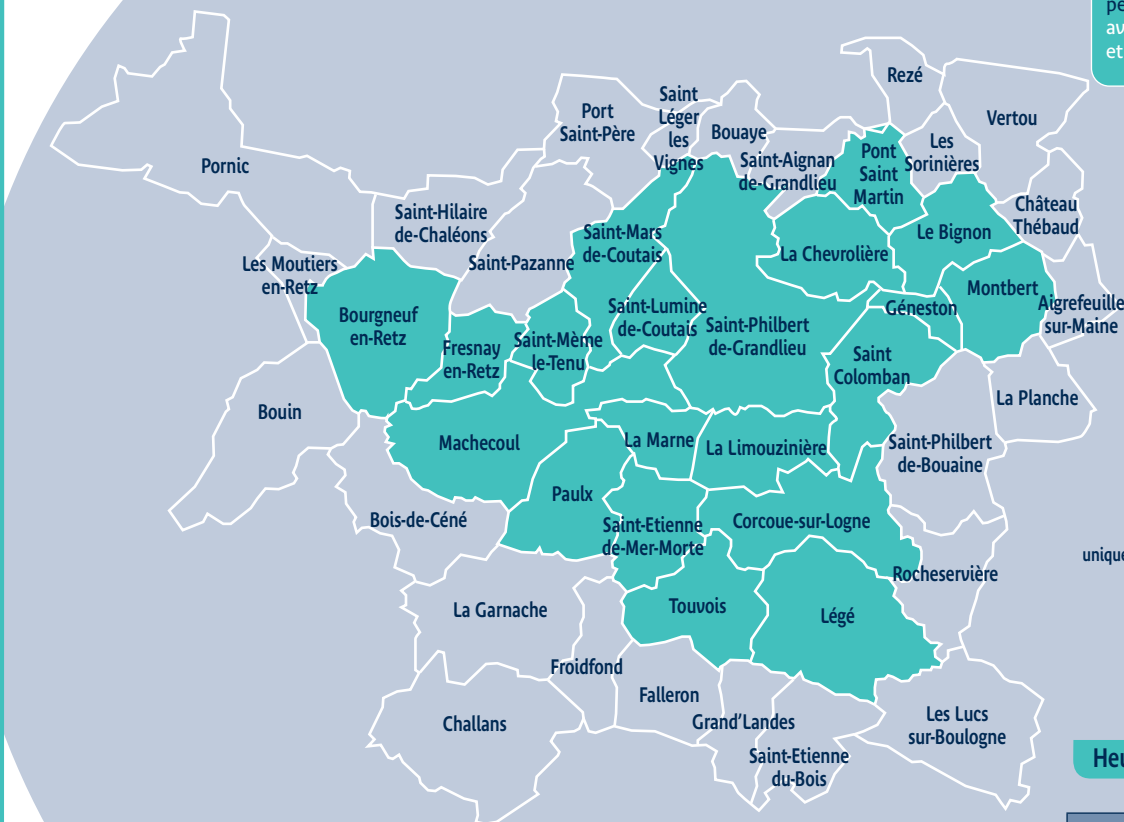 pe
av
et
Rezé
Saint
Léger
les
Vignes
Port
Saint-Père
Vertou
Bouaye
Les
Sorinières
Pont
Saint
Martin
Saint-Aignan
de-Grandlieu
Pornic
Château
Thébaud
Saint-Hilaire
de-Chaléons
Saint-Mars
de-Coutais
Le Bignon
La Chevrolière
Les Moutiers
en-Retz
Saint-Pazanne
Montbert
Aigrefeuille
sur-Maine
Saint-Lumine
de-Coutais
Géneston
Bourgneuf
en-Retz
Saint-Philbert
de-Grandlieu
Fresnay
en-Retz
Saint-Mème
le-Tenu
Saint
Colomban
La Planche
Bouin
Machecoul
La Marne
La Limouzinière
Saint-Philbert
de-Bouaine
Paulx
Bois-de-Céné
Saint-Etienne
de-Mer-Morte
Corcoue-sur-Logne
unique
Rocheservière
La Garnache
Touvois
Légé
Froidfond
Falleron
Challans
Grand'Landes
Les Lucs
sur-Boulogne
Saint-Etienne
du-Bois
Heu